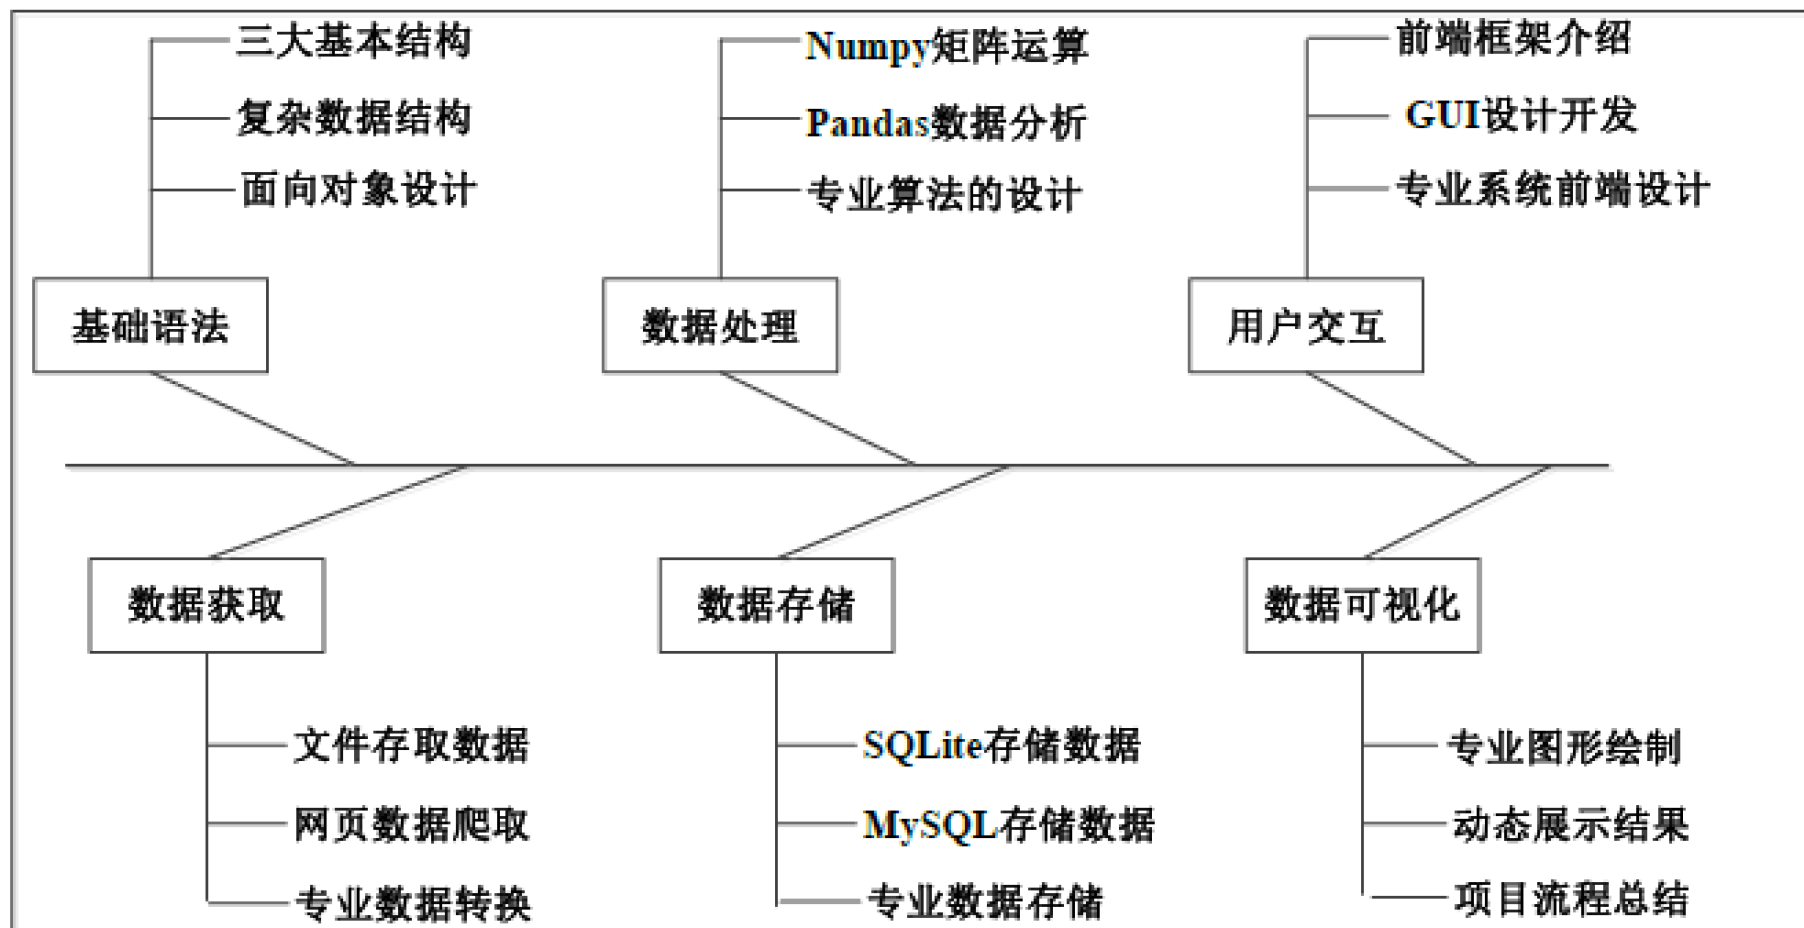 三大基本结构
复杂数据结构
面向对象设计
基础语法
Numpy矩阵运算
Pandas数据分析
专业算法的设计
数据处理
前端框架介绍
GUI设计开发
专业系统前端设计
用户交互
数据获取
文件存取数据
网页数据爬取
专业数据转换
数据存储
SQLite存储数据
MySQL存储数据
专业数据存储
数据可视化
专业图形绘制
动态展示结果
项目流程总结